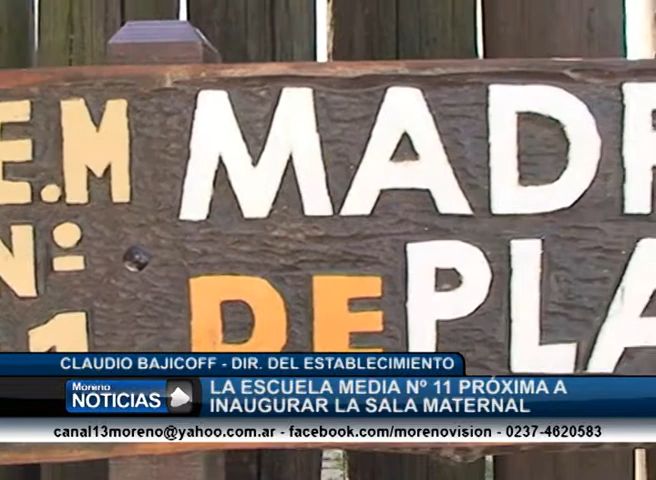 E.M MADR
Nº DE PLA
1
CLAUDIO BAJICOFF - DIR. DEL ESTABLECIMIENTO
Moreno
NOTICIAS
LA ESCUELA MEDIA Nº 11 PRÓXIMA A
INAUGURAR LA SALA MATERNAL
canal13moreno@yahoo.com.ar - facebook.com/morenovision - 0237-4620583